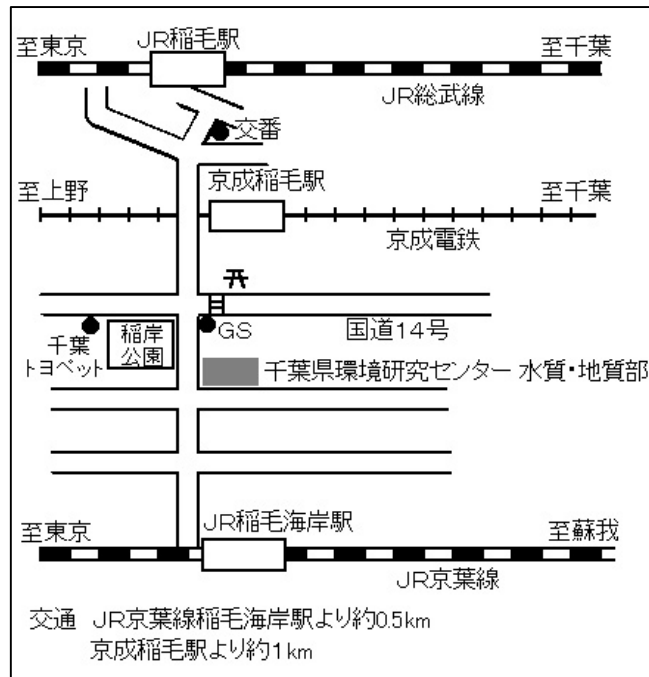 JR稲毛駅
至東京
至千葉
JR総武線
交番
京成稲毛駅
至上野
至千葉
京成電鉄
GS
国道14号
稲岸
公園
千葉
トヨペット
千葉県環境研究センター 水質・地質部
JR稲毛海岸駅
至東京
至蘇我
JR京葉線
交通 JR京葉線稲毛海岸駅より約0.5km
京成稲毛駅より約1km